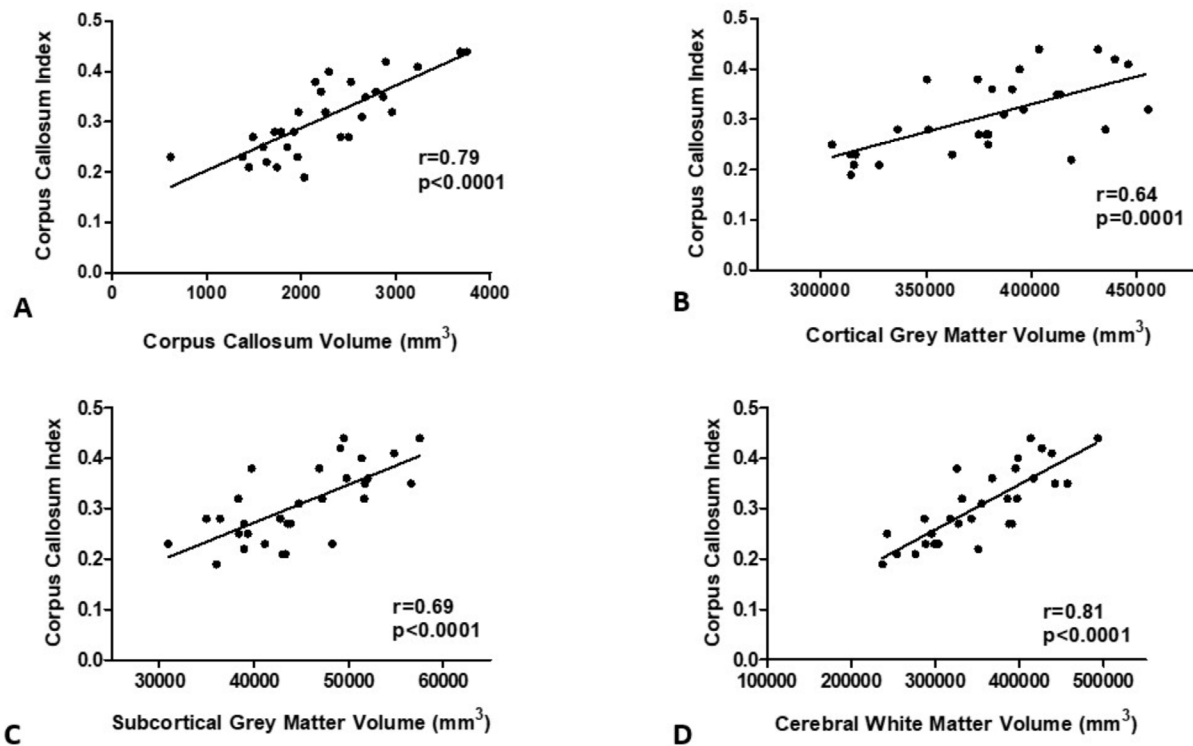 Corpus Callosum Index
0.5
0.4
0.3
0.2
0.1
0.0
0 1000 2000 3000 4000
r=0.79
p<0.0001
A
Corpus Callosum Volume (mm³)
Corpus Callosum Index
0.5
0.4
0.3
0.2
0.1
0.0
300000 350000 400000 450000
r=0.64
p=0.0001
B
Cortical Grey Matter Volume (mm³)
Corpus Callosum Index
0.5
0.4
0.3
0.2
0.1
0.0
30000 40000 50000 60000
r=0.69
p<0.0001
C
Subcortical Grey Matter Volume (mm³)
Corpus Callosum Index
0.5
0.4
0.3
0.2
0.1
0.0
100000 200000 300000 400000 500000
r=0.81
p<0.0001
D
Cerebral White Matter Volume (mm³)